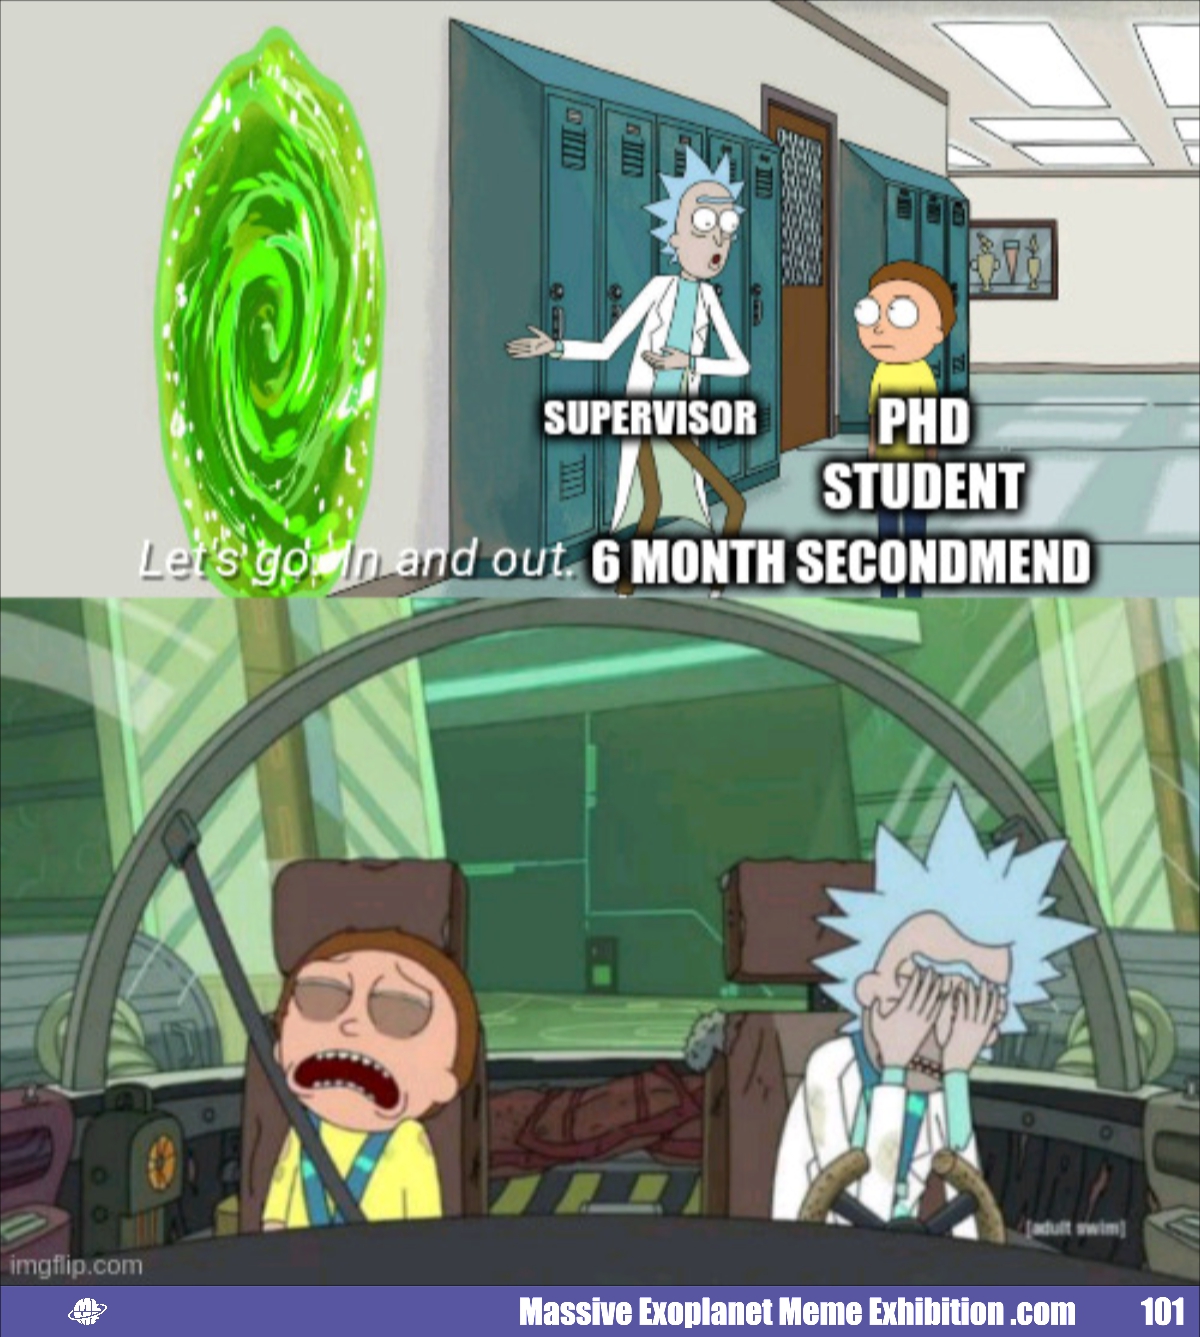 SUPERVISOR
PHD
STUDENT
Let's go. In and out. 6 MONTH SECONDMEND
[adult swim]
imgflip.com
Massive Exoplanet Meme Exhibition .com 101